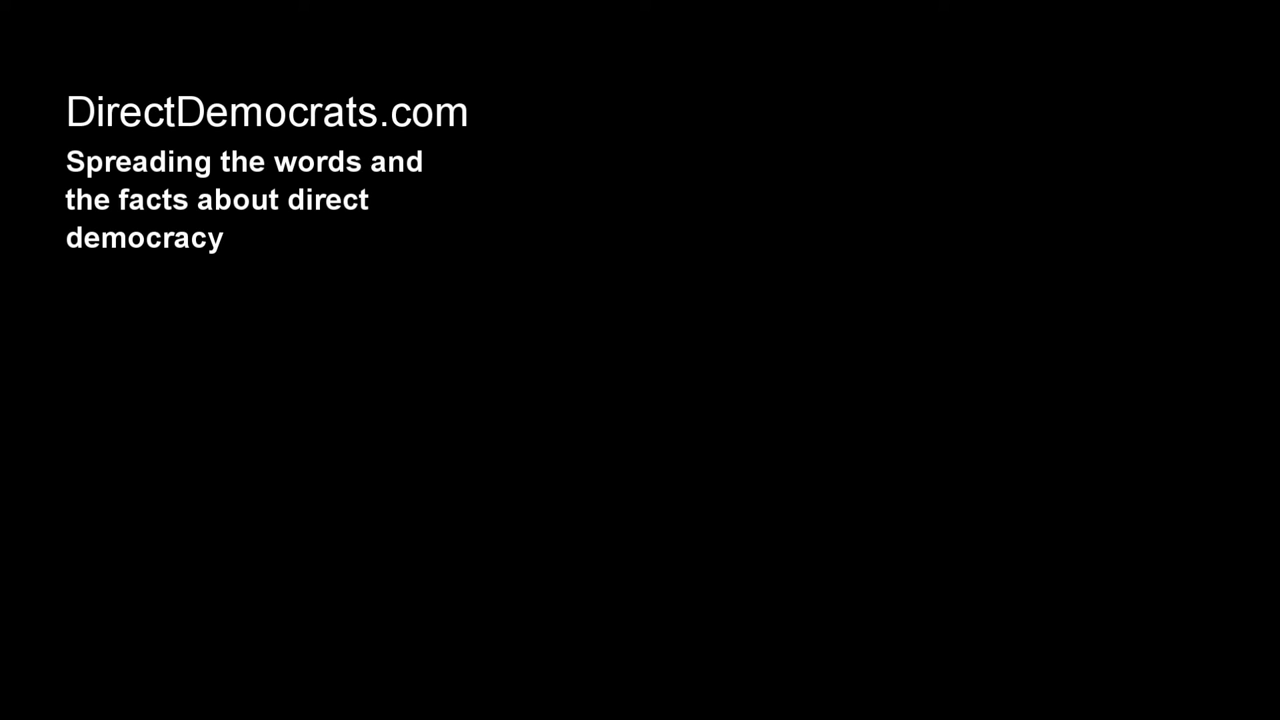 DirectDemocrats.com
Spreading the words and
the facts about direct
democracy